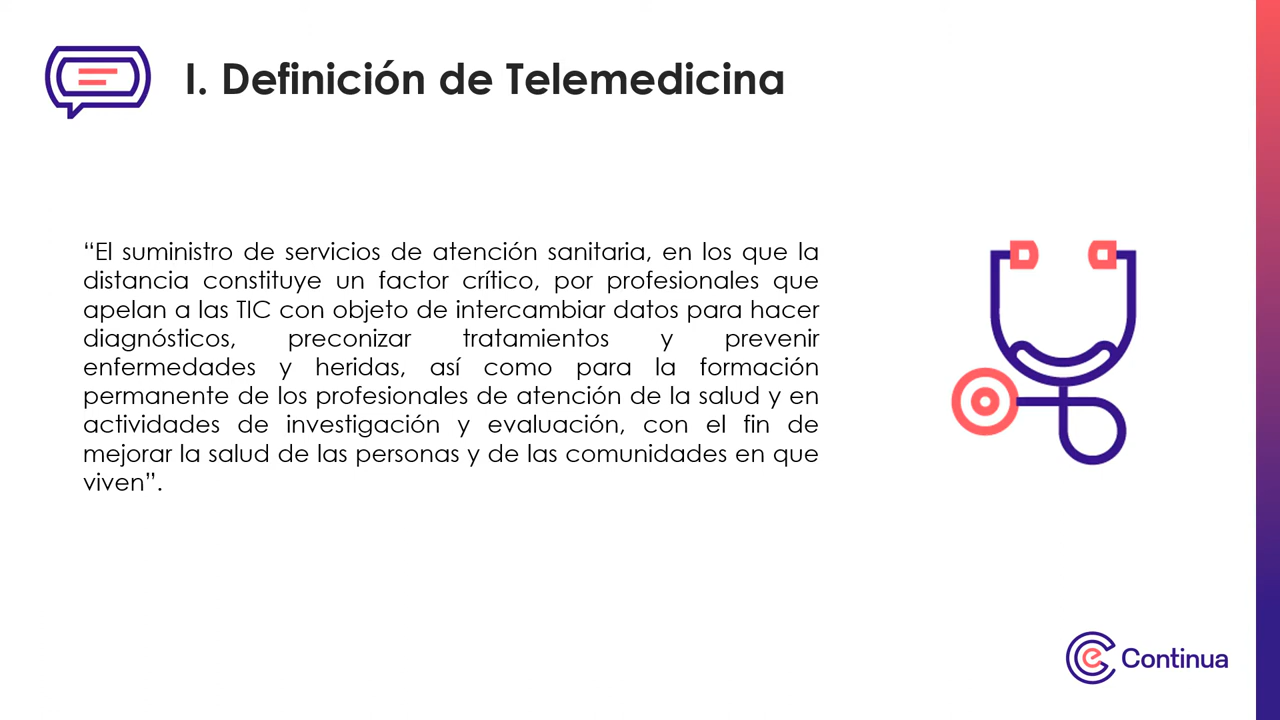 I. Definición de Telemedicina
“El suministro de servicios de atención sanitaria, en los que la
distancia constituye un factor crítico, por profesionales que
apelan a las TIC con objeto de intercambiar datos para hacer
diagnósticos, preconizar tratamientos y prevenir
enfermedades y heridas, así como para la formación
permanente de los profesionales de atención de la salud y en
actividades de investigación y evaluación, con el fin de
mejorar la salud de las personas y de las comunidades en que
viven”.
Continua